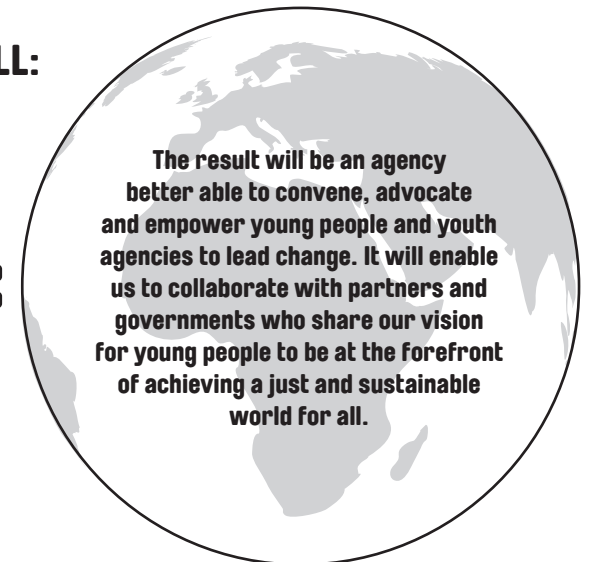 LL:
The result will be an agency
better able to convene, advocate
and empower young people and youth
agencies to lead change. It will enable
us to collaborate with partners and
governments who share our vision
for young people to be at the forefront
of achieving a just and sustainable
world for all.